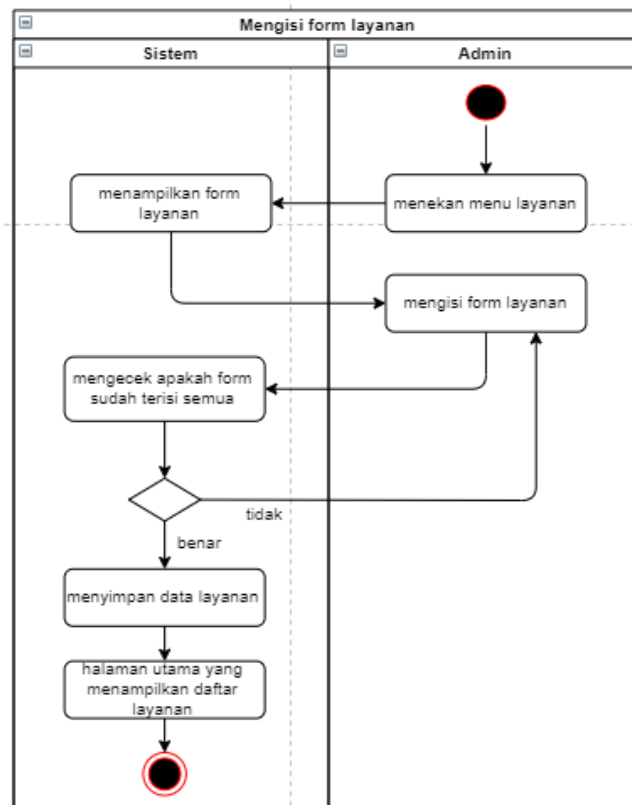 Mengisi form layanan
Sistem
Admin
menekan menu layanan
menampilkan form
layanan
mengisi form layanan
mengecek apakah form
sudah terisi semua
tidak
benar
menyimpan data layanan
halaman utama yang
menampilkan daftar
layanan